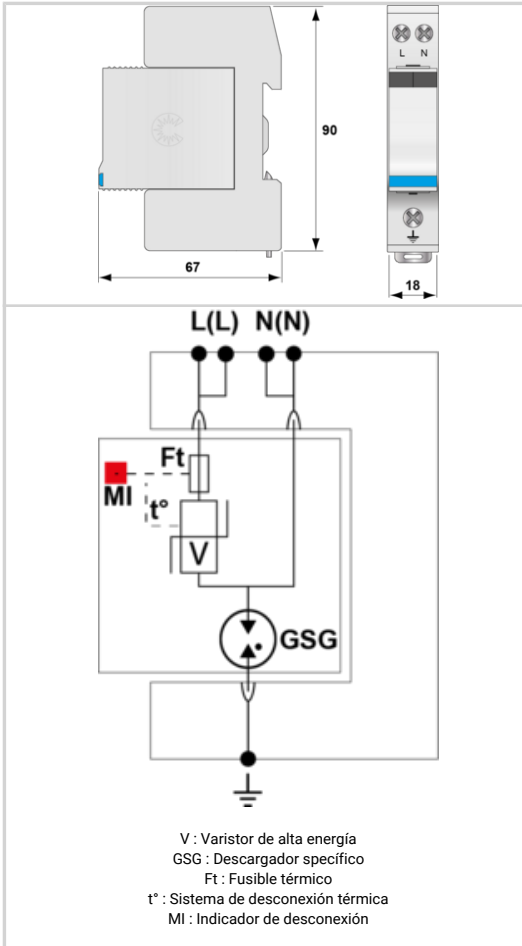 L N
90
67
18
L(L) N(N)
Ft
MI
t°
V
GSG
V : Varistor de alta energía
GSG : Descargador específico
Ft : Fusible térmico
t° : Sistema de desconexión térmica
MI : Indicador de desconexión